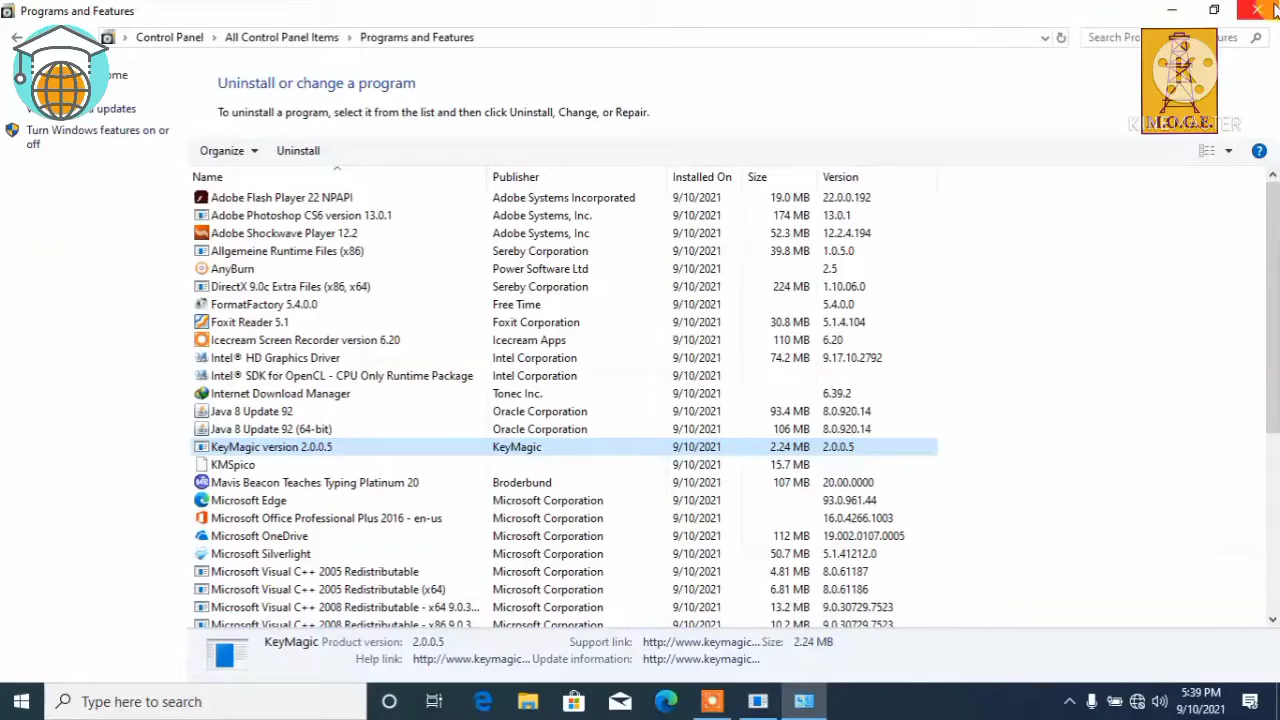 Programs and Features
Control Panel > All Control Panel Items > Programs and Features
Uninstall or change a program
To uninstall a program, select it from the list and then click Uninstall, Change, or Repair.
updates
Turn Windows features on or
off
Organize Uninstall
Name Publisher Installed On Size Version
Adobe Flash Player 22 NPAPI Adobe Systems Incorporated 9/10/2021 19.0 MB 22.0.0.192
Adobe Photoshop CS6 version 13.0.1 Adobe Systems, Inc. 9/10/2021 174 MB 13.0.1
Adobe Shockwave Player 12.2 Adobe Systems, Inc 9/10/2021 52.3 MB 12.2.4.194
Allgemeine Runtime Files (x86) Sereby Corporation 9/10/2021 39.8 MB 1.0.5.0
AnyBurn Power Software Ltd 9/10/2021 2.5
DirectX 9.0c Extra Files (x86, x64) Sereby Corporation 9/10/2021 224 MB 1.10.06.0
FormatFactory 5.4.0.0 Free Time 9/10/2021 5.4.0.0
Foxit Reader 5.1 Foxit Corporation 9/10/2021 30.8 MB 5.1.4.104
Icecream Screen Recorder version 6.20 Icecream Apps 9/10/2021 110 MB 6.20
Intel® HD Graphics Driver Intel Corporation 9/10/2021 74.2 MB 9.17.10.2792
Intel® SDK for OpenCL - CPU Only Runtime Package Intel Corporation 9/10/2021
Internet Download Manager Tonec Inc. 9/10/2021 6.39.2
Java 8 Update 92 Oracle Corporation 9/10/2021 93.4 MB 8.0.920.14
Java 8 Update 92 (64-bit) Oracle Corporation 9/10/2021 106 MB 8.0.920.14
KeyMagic version 2.0.0.5 KeyMagic 9/10/2021 2.24 MB 2.0.0.5
KMSpico 9/10/2021 15.7 MB
Mavis Beacon Teaches Typing Platinum 20 Broderbund 9/10/2021 107 MB 20.00.0000
Microsoft Edge Microsoft Corporation 9/10/2021 93.0.961.44
Microsoft Office Professional Plus 2016 - en-us Microsoft Corporation 9/10/2021 16.0.4266.1003
Microsoft OneDrive Microsoft Corporation 9/10/2021 112 MB 19.002.0107.0005
Microsoft Silverlight Microsoft Corporation 9/10/2021 50.7 MB 5.1.41212.0
Microsoft Visual C++ 2005 Redistributable Microsoft Corporation 9/10/2021 4.81 MB 8.0.61187
Microsoft Visual C++ 2005 Redistributable (x64) Microsoft Corporation 9/10/2021 6.81 MB 8.0.61186
Microsoft Visual C++ 2008 Redistributable - x64 9.0.3... Microsoft Corporation 9/10/2021 13.2 MB 9.0.30729.7523
Microsoft Visual C++ 2008 Redistributable - x86 9.0.3... Microsoft Corporation 9/10/2021 10.2 MB 9.0.30729.7523
KeyMagic Product version: 2.0.0.5 Support link: http://www.keymagic... Size: 2.24 MB
Help link: http://www.keymagic... Update information: http://www.keymagic...
Type here to search
5:39 PM
9/10/2021